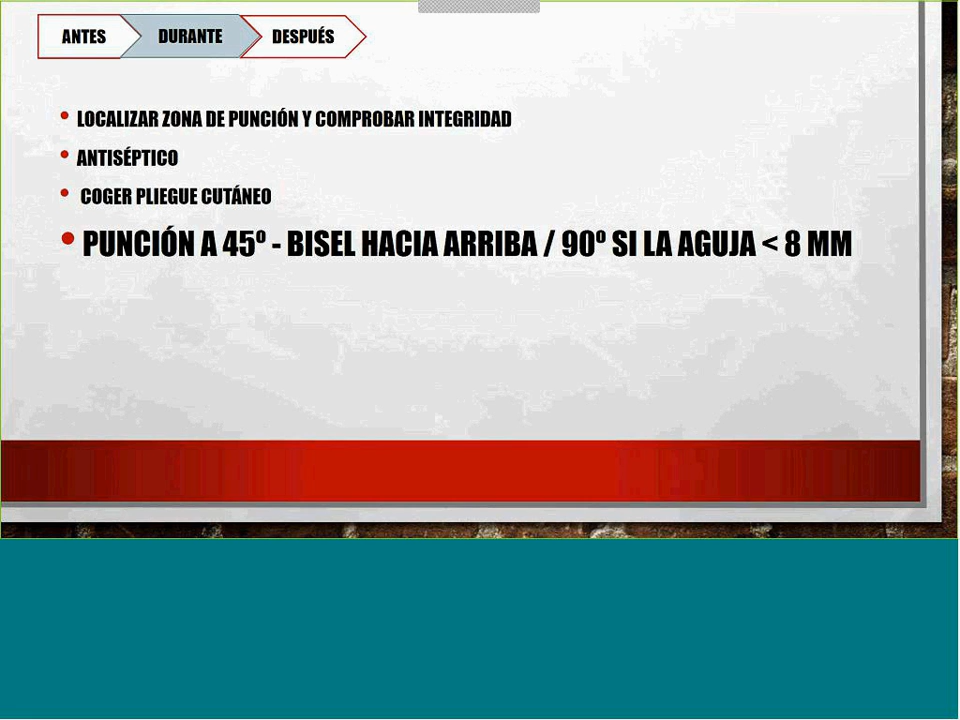 ANTES DURANTE DESPUÉS
LOCALIZAR ZONA DE PUNCIÓN Y COMPROBAR INTEGRIDAD
ANTISÉPTICO
COGER PLIEGUE CUTÁNEO
PUNCIÓN A 45º - BISEL HACIA ARRIBA / 90º SI LA AGUJA < 8 MM